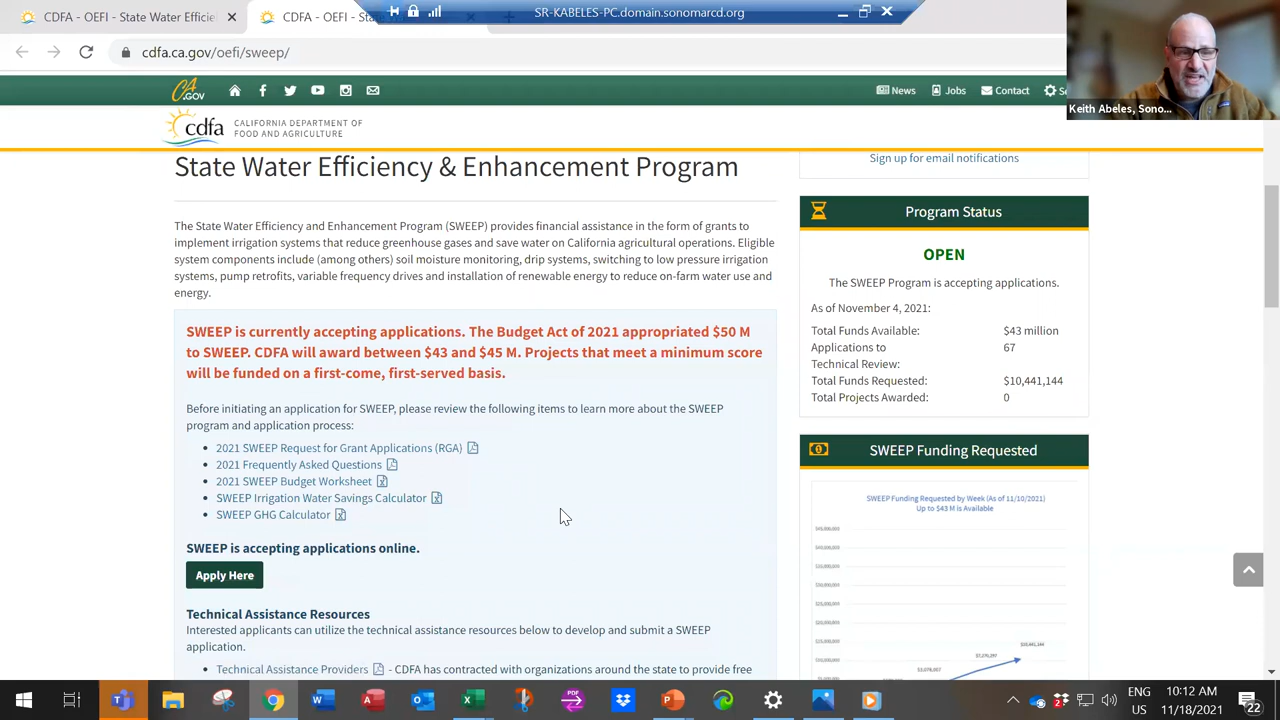 CDFA - OEFI - State
CDFA - OEFI - St
SR-KABELES-PC.domain.sonomarcd.org
cdfa.ca.gov/oefi/sweep/
Keith Abeles, Sono...
CA.GOV
News
Jobs
Contact
cdfa
CALIFORNIA DEPARTMENT OF
FOOD AND AGRICULTURE
State Water Efficiency & Enhancement Program
The State Water Efficiency and Enhancement Program (SWEEP) provides financial assistance in the form of grants to
implement irrigation systems that reduce greenhouse gases and save water on California agricultural operations. Eligible
system components include (among others) soil moisture monitoring, drip systems, switching to low pressure irrigation
systems, pump retrofits, variable frequency drives and installation of renewable energy to reduce on-farm water use and
energy.
SWEEP is currently accepting applications. The Budget Act of 2021 appropriated $50 M
to SWEEP. CDFA will award between $43 and $45 M. Projects that meet a minimum score
will be funded on a first-come, first-served basis.
Before initiating an application for SWEEP, please review the following items to learn more about the SWEEP
program and application process:
2021 SWEEP Request for Grant Applications (RGA)
2021 Frequently Asked Questions
2021 SWEEP Budget Worksheet
SWEEP Irrigation Water Savings Calculator
SWEEP GHG Calculator
SWEEP is accepting applications online.
Apply Here
Technical Assistance Resources
Interested applicants can utilize the technical assistance resources below to develop and submit a SWEEP
application.
Technical Assistance Providers - CDFA has contracted with organizations around the state to provide free
Sign up for email notifications
Program Status
OPEN
The SWEEP Program is accepting applications.
As of November 4, 2021:
Total Funds Available: $43 million
Applications to 67
Technical Review:
Total Funds Requested: $10,441,144
Total Projects Awarded: 0
SWEEP Funding Requested
SWEEP Funding Requested by Week (As of 11/10/2021)
Up to $43 M is Available
$10,441,144
ENG
US
10:12 AM
11/18/2021
22